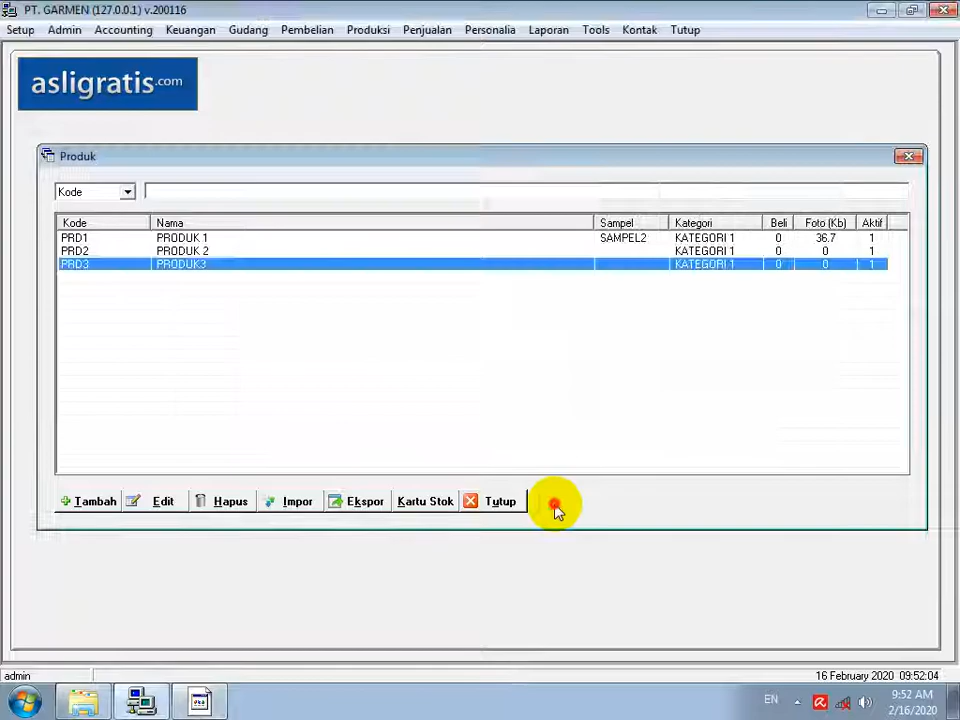 PT. GARMEN (127.0.0.1) v.200116
Setup Admin Accounting Keuangan Gudang Pembelian Produksi Penjualan Personalia Laporan Tools Kontak Tutup
asligratis.com
Produk
Kode
Kode Nama Sampel Kategori Beli Foto (Kb) Aktif
PRD1 PRODUK 1 SAMPEL2 KATEGORI 1 0 36.7 1
PRD2 PRODUK 2 KATEGORI 1 0 0 1
PRD3 PRODUK3 KATEGORI 1 0 0 1
Tambah Edit Hapus Impor Ekspor Kartu Stok Tutup
admin 16 February 2020 09:52:04
EN 9:52 AM
2/16/2020